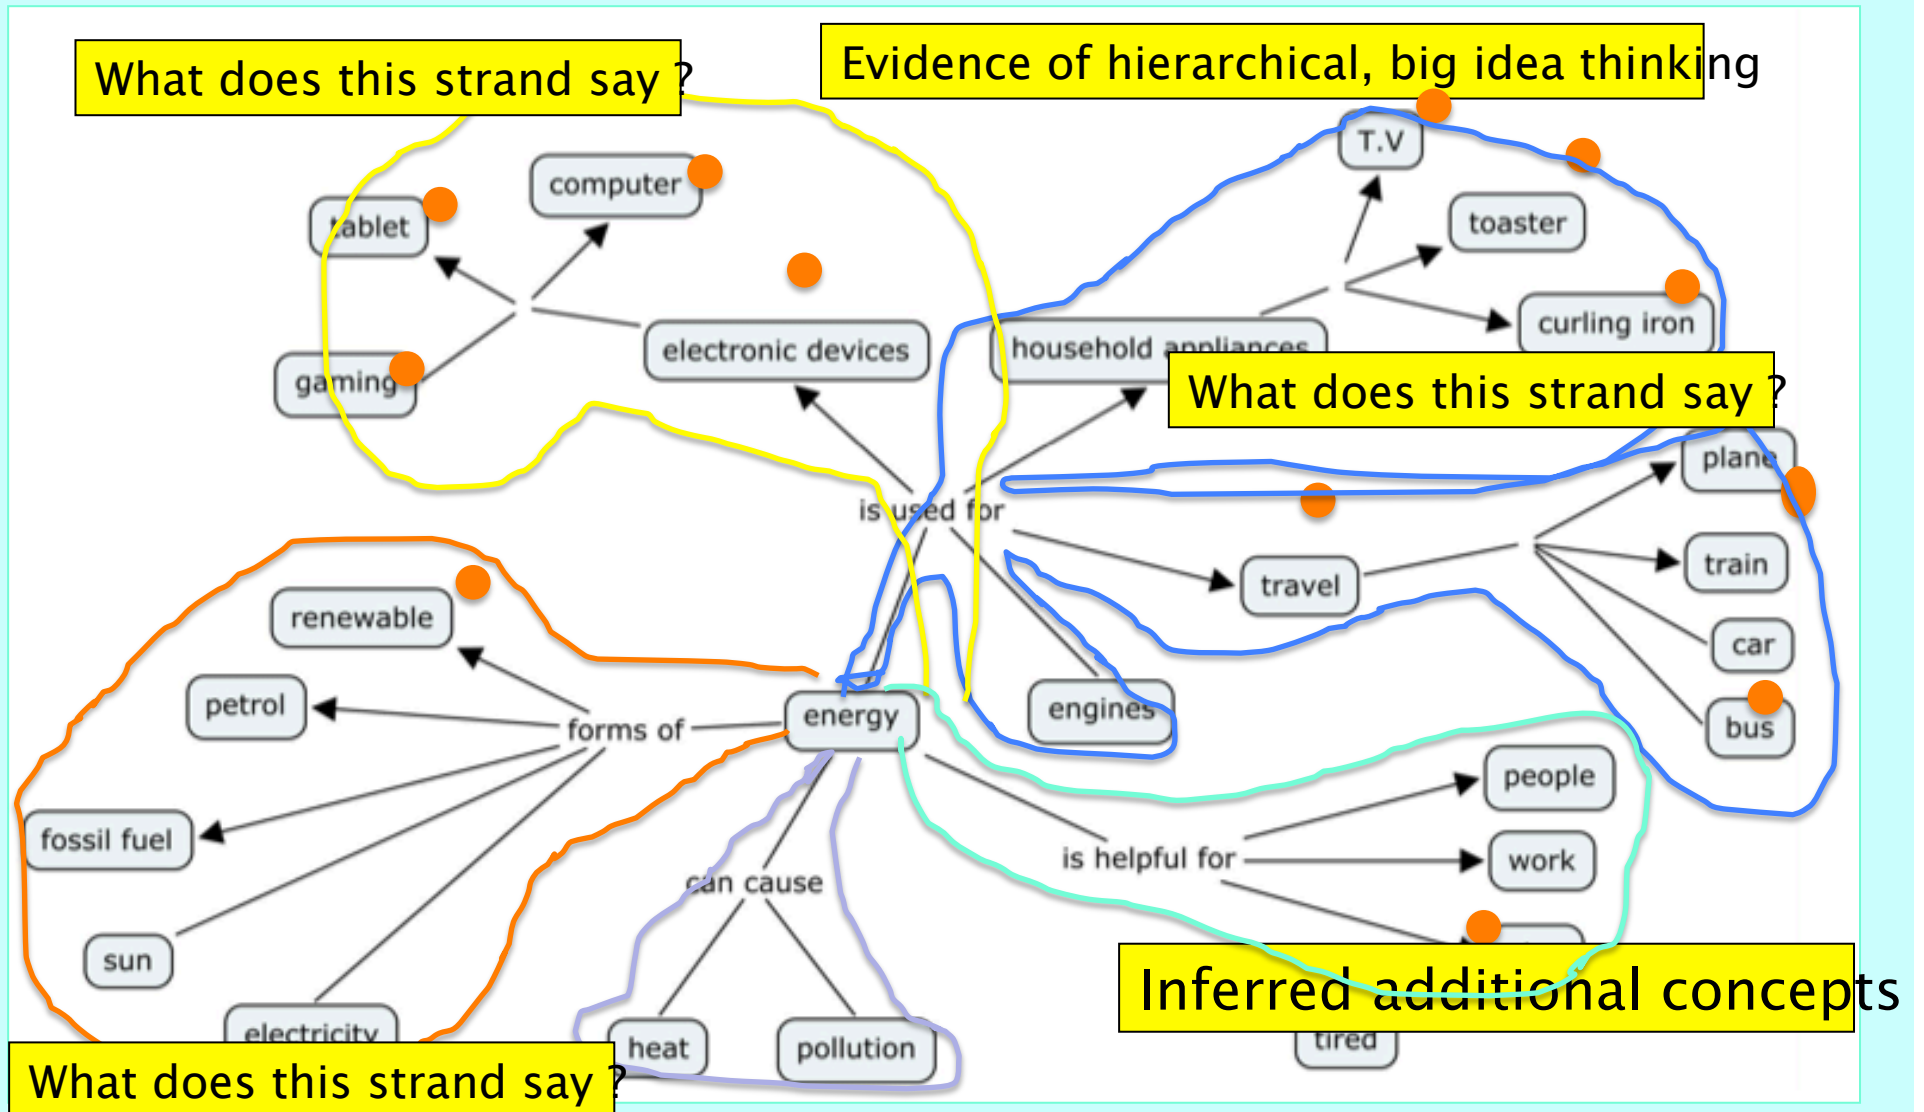 What does this strand say ?
Evidence of hierarchical, big idea thinking
T.V
computer
tablet
toaster
curling iron
electronic devices
household appliances
gaming
What does this strand say ?
plane
is used for
train
travel
renewable
car
petrol
energy
engines
forms of
bus
people
fossil fuel
is helpful for
work
can cause
sun
Inferred additional concepts
electricity
heat
pollution
tired
What does this strand say ?